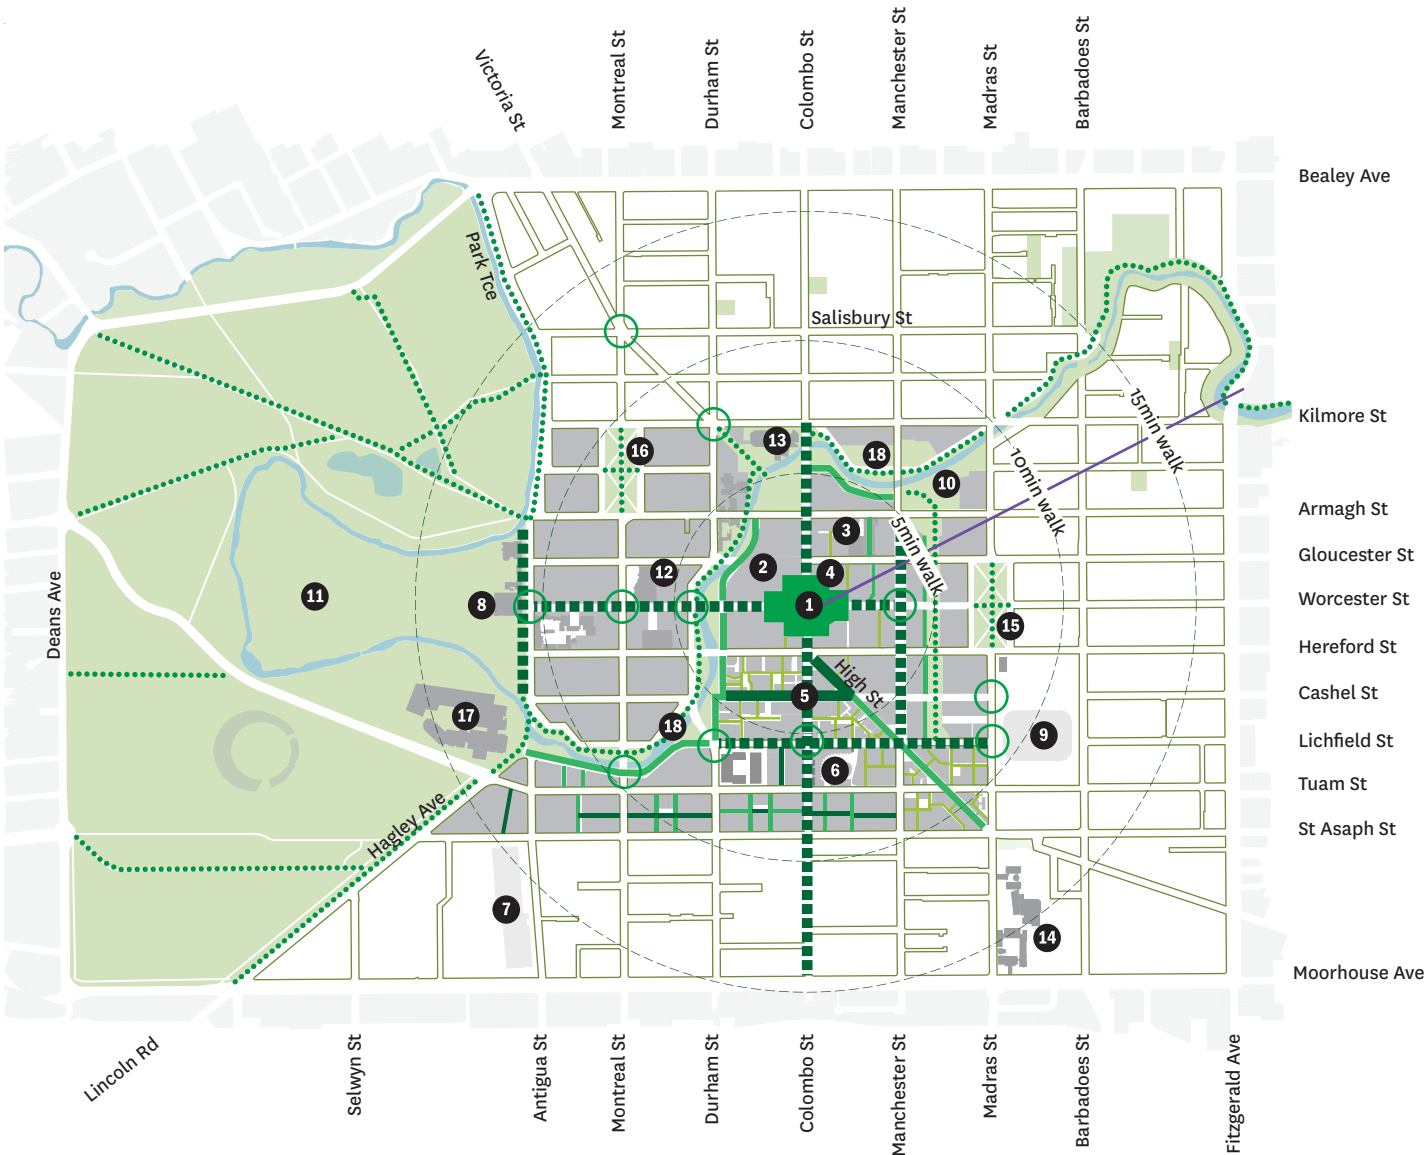 Victoria St
Montreal St
Durham St
Colombo St
Manchester St
Madras St
Barbadoes St
Bealey Ave
Park Tce
Salisbury St
15min walk
Kilmore St
13
16
18
10min walk
10
Armagh St
3
5min walk
Gloucester St
2
4
12
11
8
1
Worcester St
15
Deans Ave
Hereford St
High St
5
Cashel St
17
18
9
Lichfield St
6
Tuam St
Hagley Ave
St Asaph St
7
14
Moorhouse Ave
Lincoln Rd
Selwyn St
Antigua St
Montreal St
Durham St
Colombo St
Manchester St
Madras St
Barbadoes St
Fitzgerald Ave